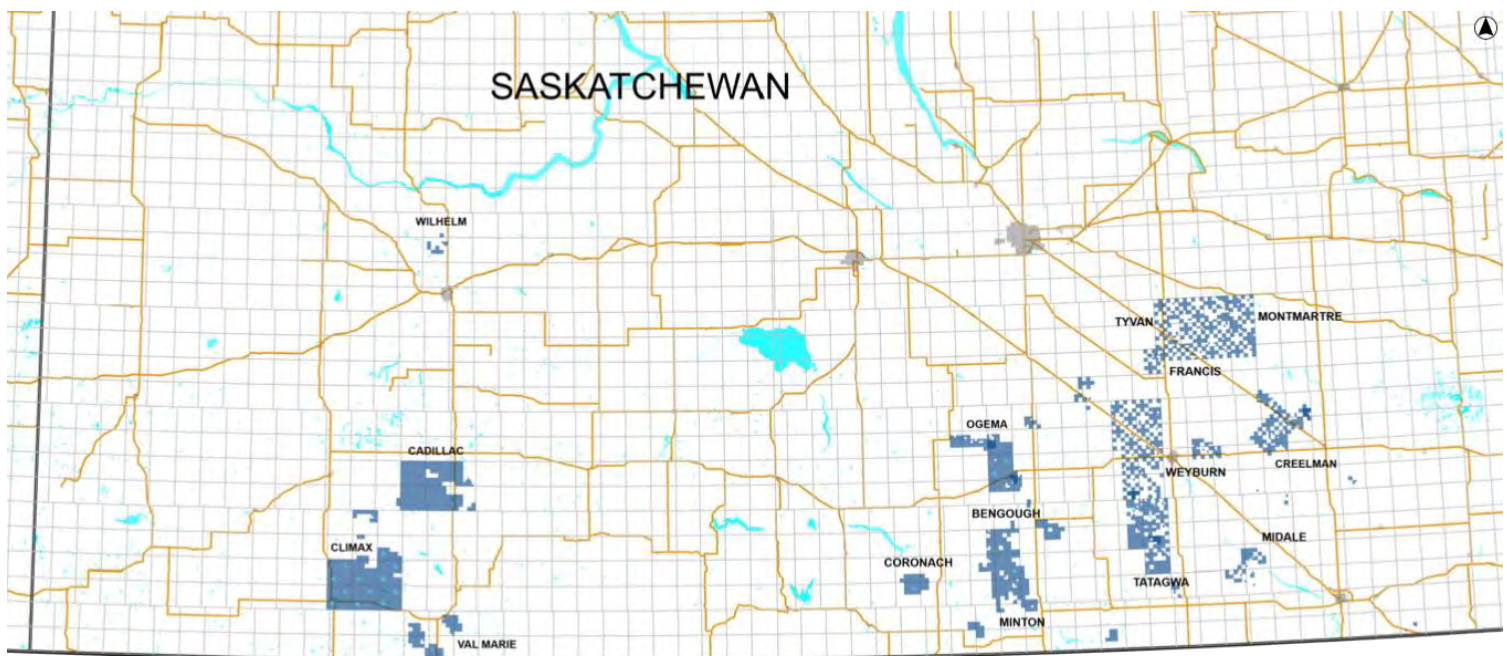 SASKATCHEWAN
WILHELM
TYVAN
MONTMARTRE
FRANCIS
OGEMA
CADILLAC
WEYBURN
CREELMAN
BENGOUGH
CLIMAX
MIDALE
CORONACH
TATAGWA
MINTON
VAL MARIE